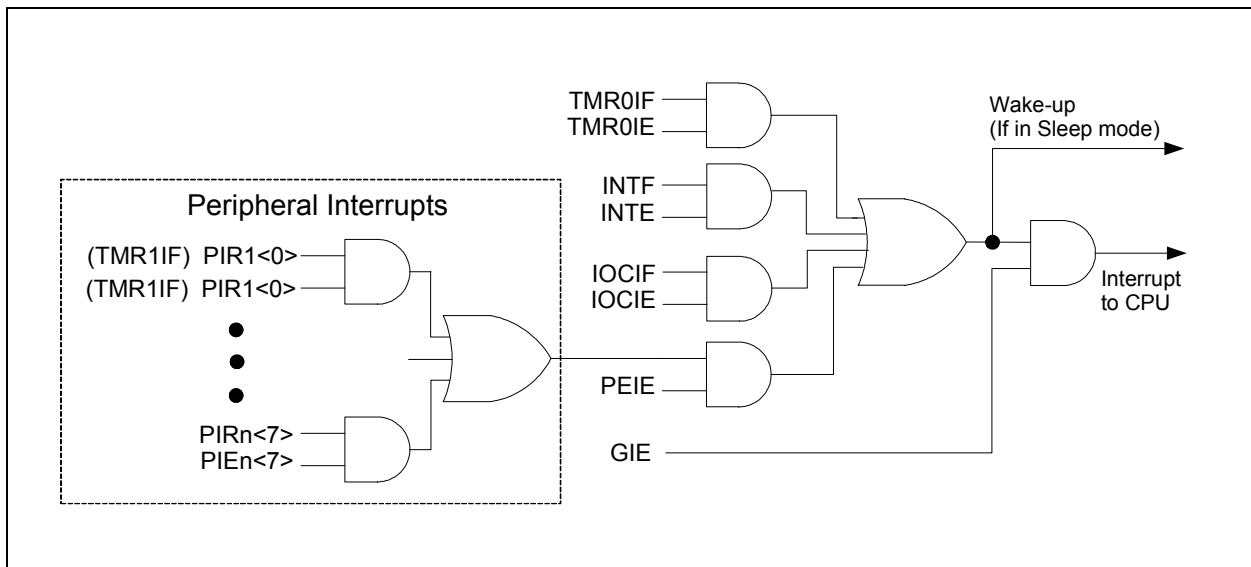 TMR0IF
TMR0IE
Wake-up
(If in Sleep mode)
INTF
INTE
Peripheral Interrupts
(TMR1IF) PIR1<0>
(TMR1IF) PIR1<0>
IOCIF
IOCIE
Interrupt
to CPU
PEIE
PIRn<7>
PIEn<7>
GIE